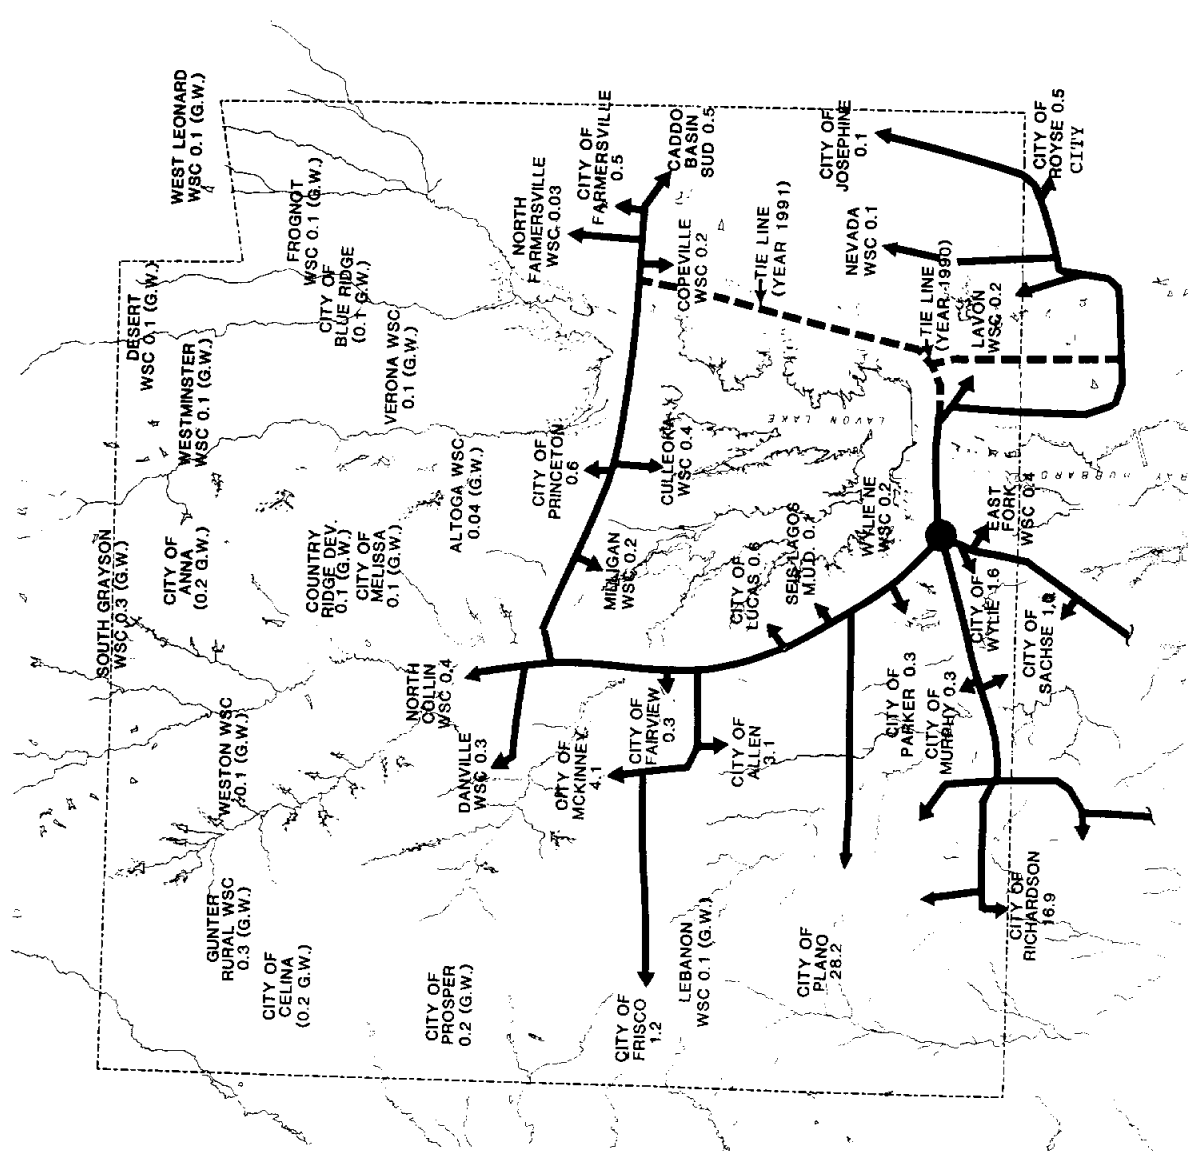 SOUTH GRAYSON
WSC 0.3 (G.W.)
DESERT
WSC 0.1 (G.W.)
CITY OF
ANNA
(0.2 G.W.)
WESTMINSTER
WSC 0.1 (G.W.)
WEST LEONARD
WSC 0.1 (G.W.)
GUNTER
RURAL WSC
0.3 (G.W.)
WESTON WSC
0.1 (G.W.)
CITY OF
CELINA
(0.2 G.W.)
FROGNOT
WSC 0.1 (G.W.)
COUNTRY
RIDGE DEV.
0.1 (G.W.)
CITY OF
BLUE RIDGE
(0.1 G.W.)
CITY OF
MELISSA
0.1 (G.W.)
VERONA WSC
0.1 (G.W.)
CITY OF
PROSPER
0.2 (G.W.)
NORTH
COLLIN
WSC 0.4
ALTOGA WSC
0.04 (G.W.)
DANVILLE
WSC 0.3
NORTH
FARMERSVILLE
WSC 0.03
CITY OF
PRINCETON
0.6
CITY OF
MCKINNEY
4.1
CITY OF
FARMERSVILLE
0.5
MILLIGAN
WSC 0.2
CITY OF
FRISCO
1.2
CITY OF
FAIRVIEW
0.3
CULLEOKA
WSC 0.4
CADDO
BASIN
SUD 0.5
LEBANON
WSC 0.1 (G.W.)
COPEVILLE
WSC 0.2
CITY OF
ALLEN
3.1
CITY OF
LUCAS 0.6
TIE LINE
(YEAR 1991)
SEIS LAGOS
M.U.D. 0.1
LAVON LAKE
CITY OF
PLANO
28.2
CITY OF
JOSEPHINE
0.1
NEVADA
WSC 0.1
WYLIE NE
WSC 0.2
CITY OF
PARKER 0.3
CITY OF
MURPHY 0.3
TIE LINE
(YEAR 1990)
CITY OF
WYLIE 1.6
LAVON
WSC 0.2
EAST
FORK
WSC 0.4
CITY OF
RICHARDSON
16.9
CITY OF
SACHSE 1.0
CITY OF
ROYSE 0.5
CITY